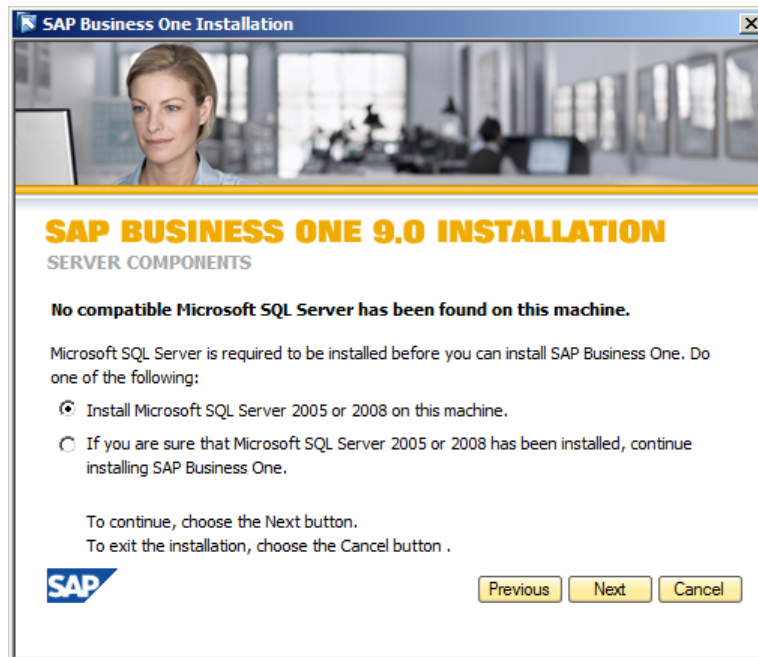 SAP Business One Installation
SAP BUSINESS ONE 9.0 INSTALLATION
SERVER COMPONENTS
No compatible Microsoft SQL Server has been found on this machine.
Microsoft SQL Server is required to be installed before you can install SAP Business One. Do
one of the following:
Install Microsoft SQL Server 2005 or 2008 on this machine.
If you are sure that Microsoft SQL Server 2005 or 2008 has been installed, continue
installing SAP Business One.
To continue, choose the Next button.
To exit the installation, choose the Cancel button .
SAP
Previous Next Cancel